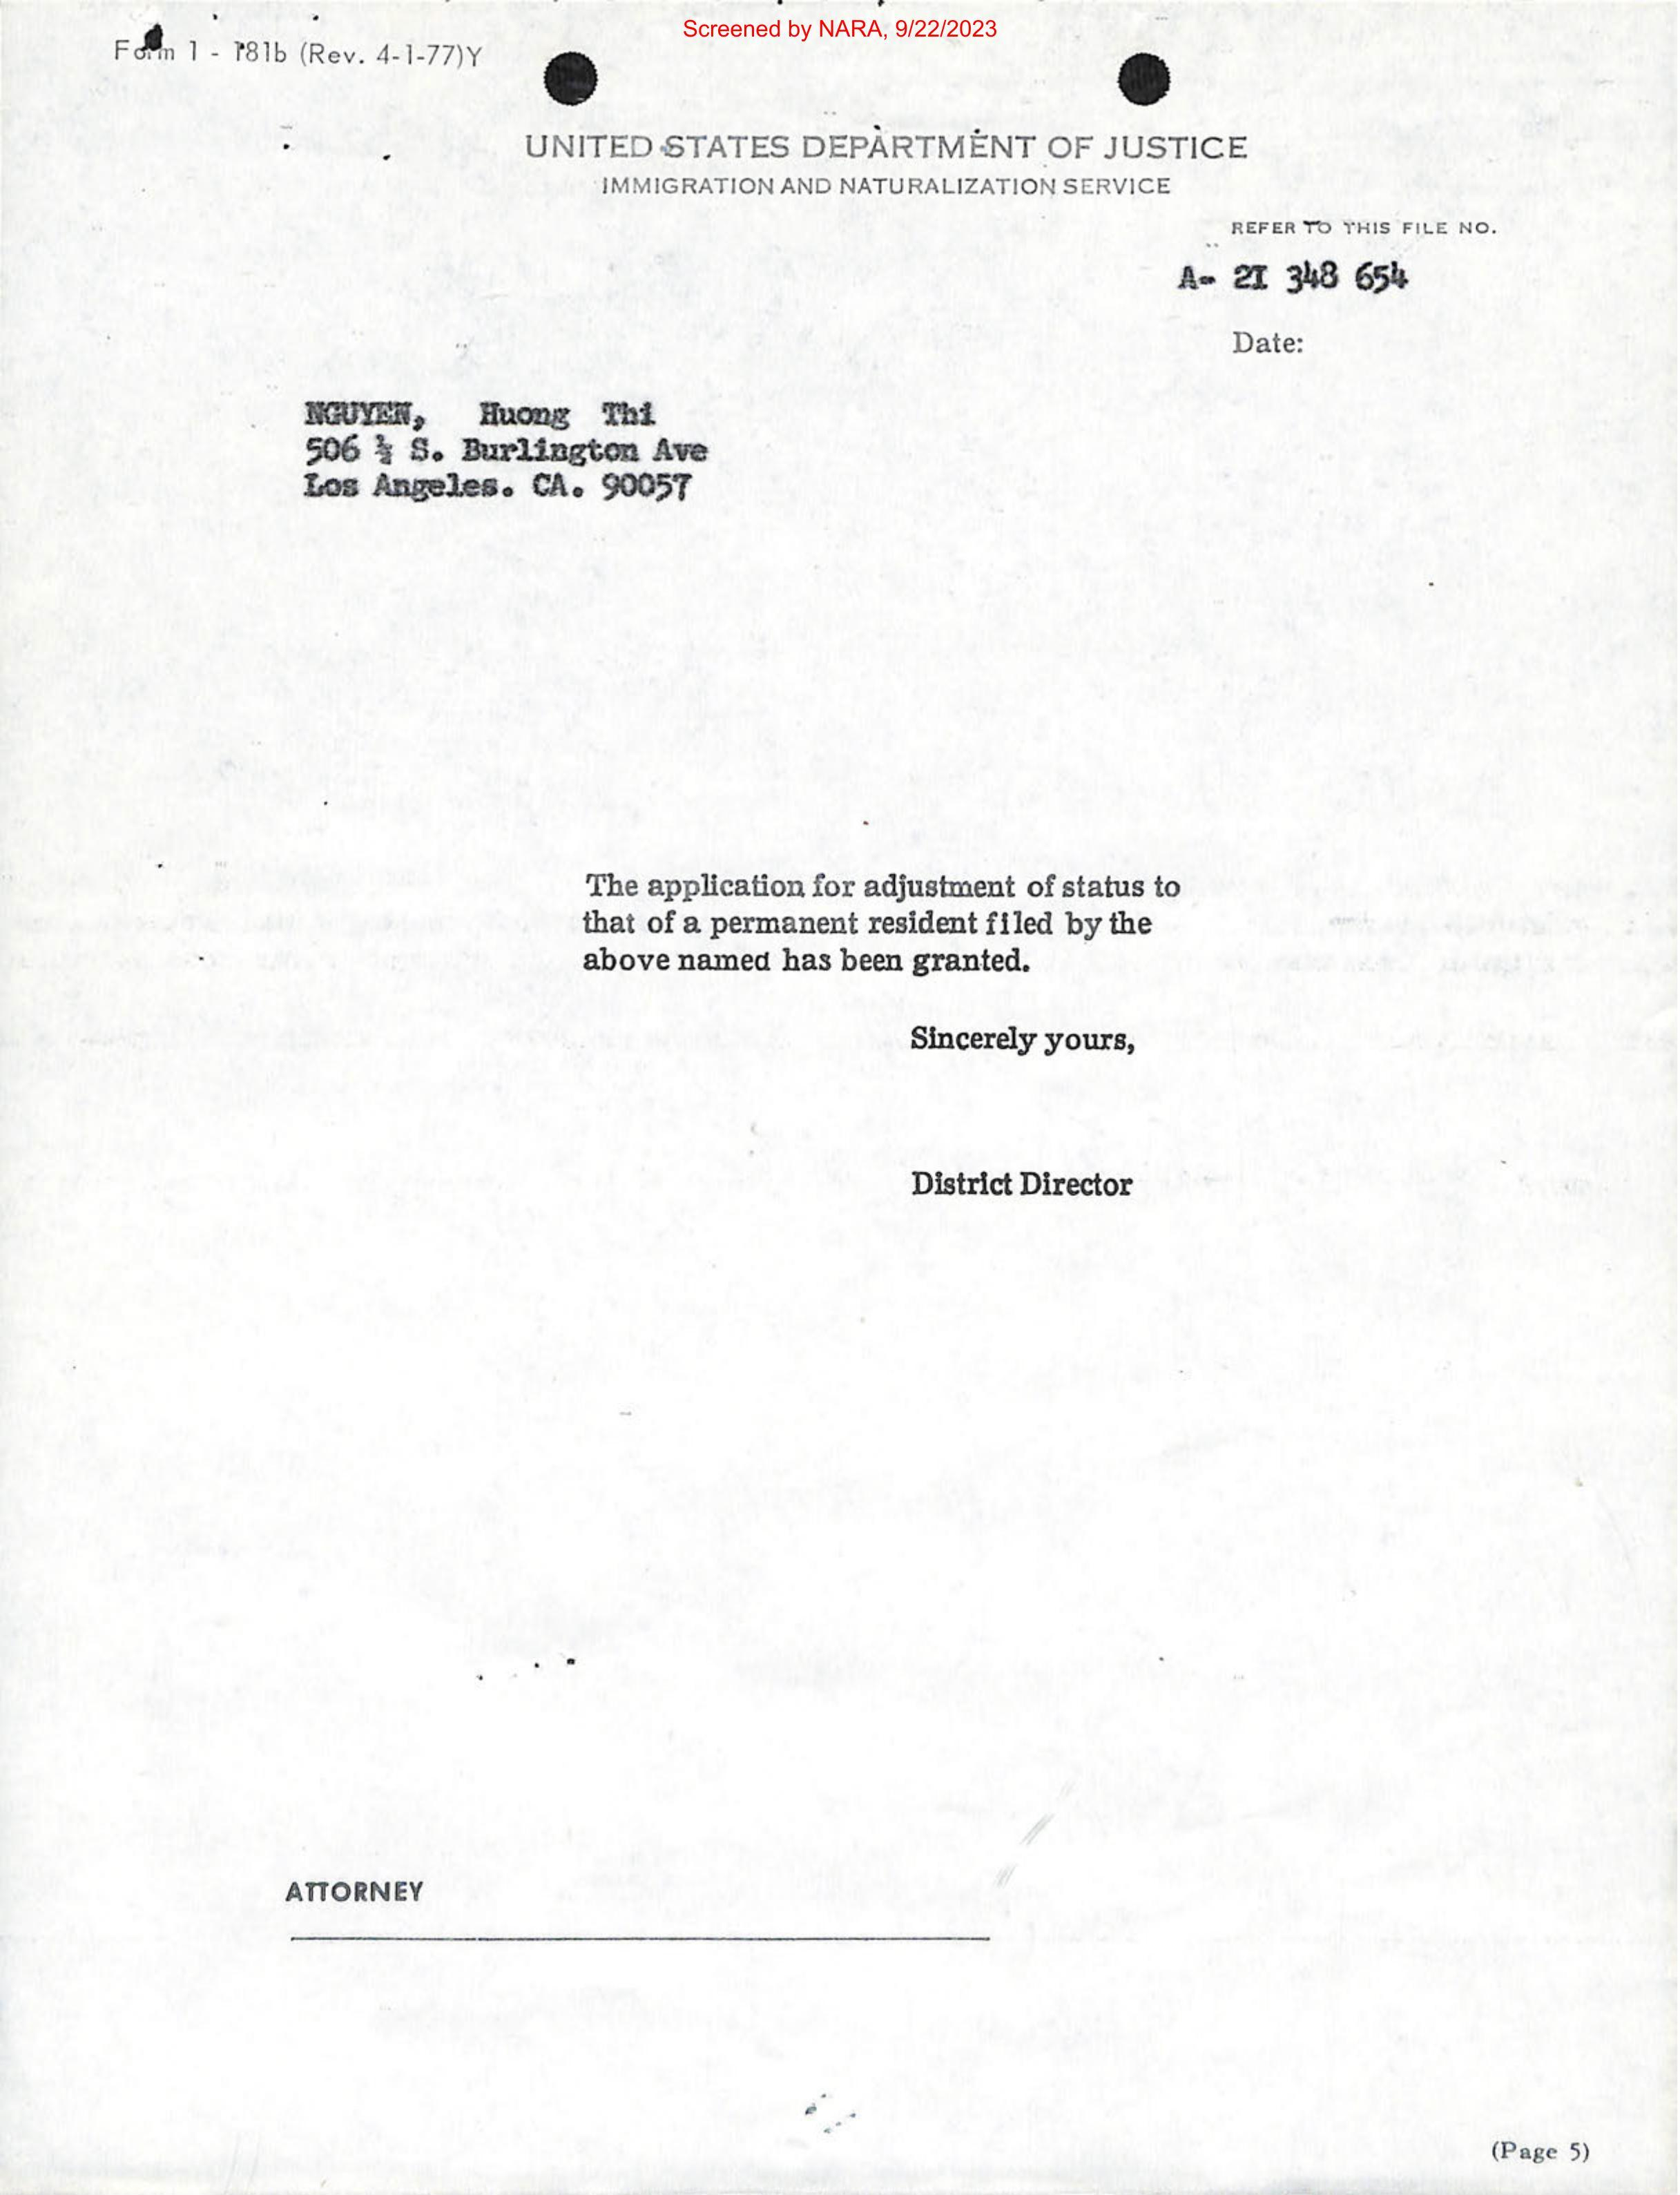 Screened by NARA, 9/22/2023
Form 1 - 181b (Rev. 4-1-77)Y
UNITED STATES DEPARTMENT OF JUSTICE
IMMIGRATION AND NATURALIZATION SERVICE
REFER TO THIS FILE NO.
A- 2I 348 654
Date:
NGUYEN, Huong Thi
506 ½ S. Burlington Ave
Los Angeles. CA. 90057
The application for adjustment of status to
that of a permanent resident filed by the
above named has been granted.
Sincerely yours,
District Director
ATTORNEY
(Page 5)